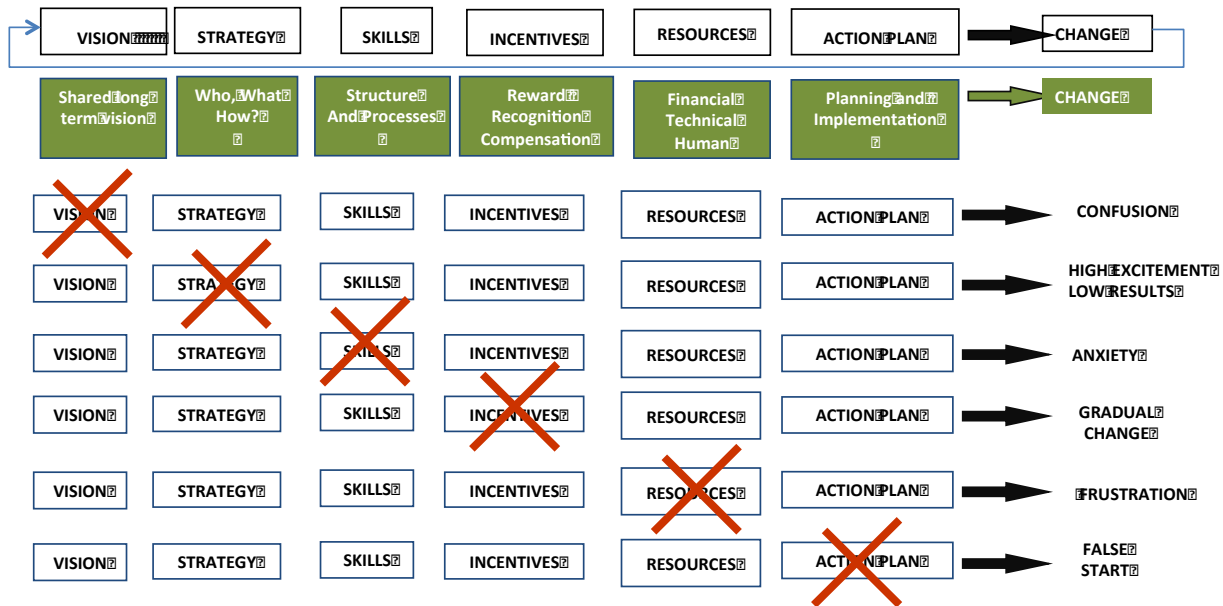 VISION STRATEGY SKILLS INCENTIVES RESOURCES ACTION PLAN CHANGE
Shared long
term vision
Who, What
How?
Structure
And Processes
Reward
Recognition
Compensation
Financial
Technical
Human
Planning and
Implementation
CHANGE
VISION STRATEGY SKILLS INCENTIVES RESOURCES ACTION PLAN CONFUSION
VISION STRATEGY SKILLS INCENTIVES RESOURCES ACTION PLAN HIGH EXCITEMENT
LOW RESULTS
VISION STRATEGY SKILLS INCENTIVES RESOURCES ACTION PLAN ANXIETY
VISION STRATEGY SKILLS INCENTIVES RESOURCES ACTION PLAN GRADUAL
CHANGE
VISION STRATEGY SKILLS INCENTIVES RESOURCES ACTION PLAN FRUSTRATION
VISION STRATEGY SKILLS INCENTIVES RESOURCES ACTION PLAN FALSE
START